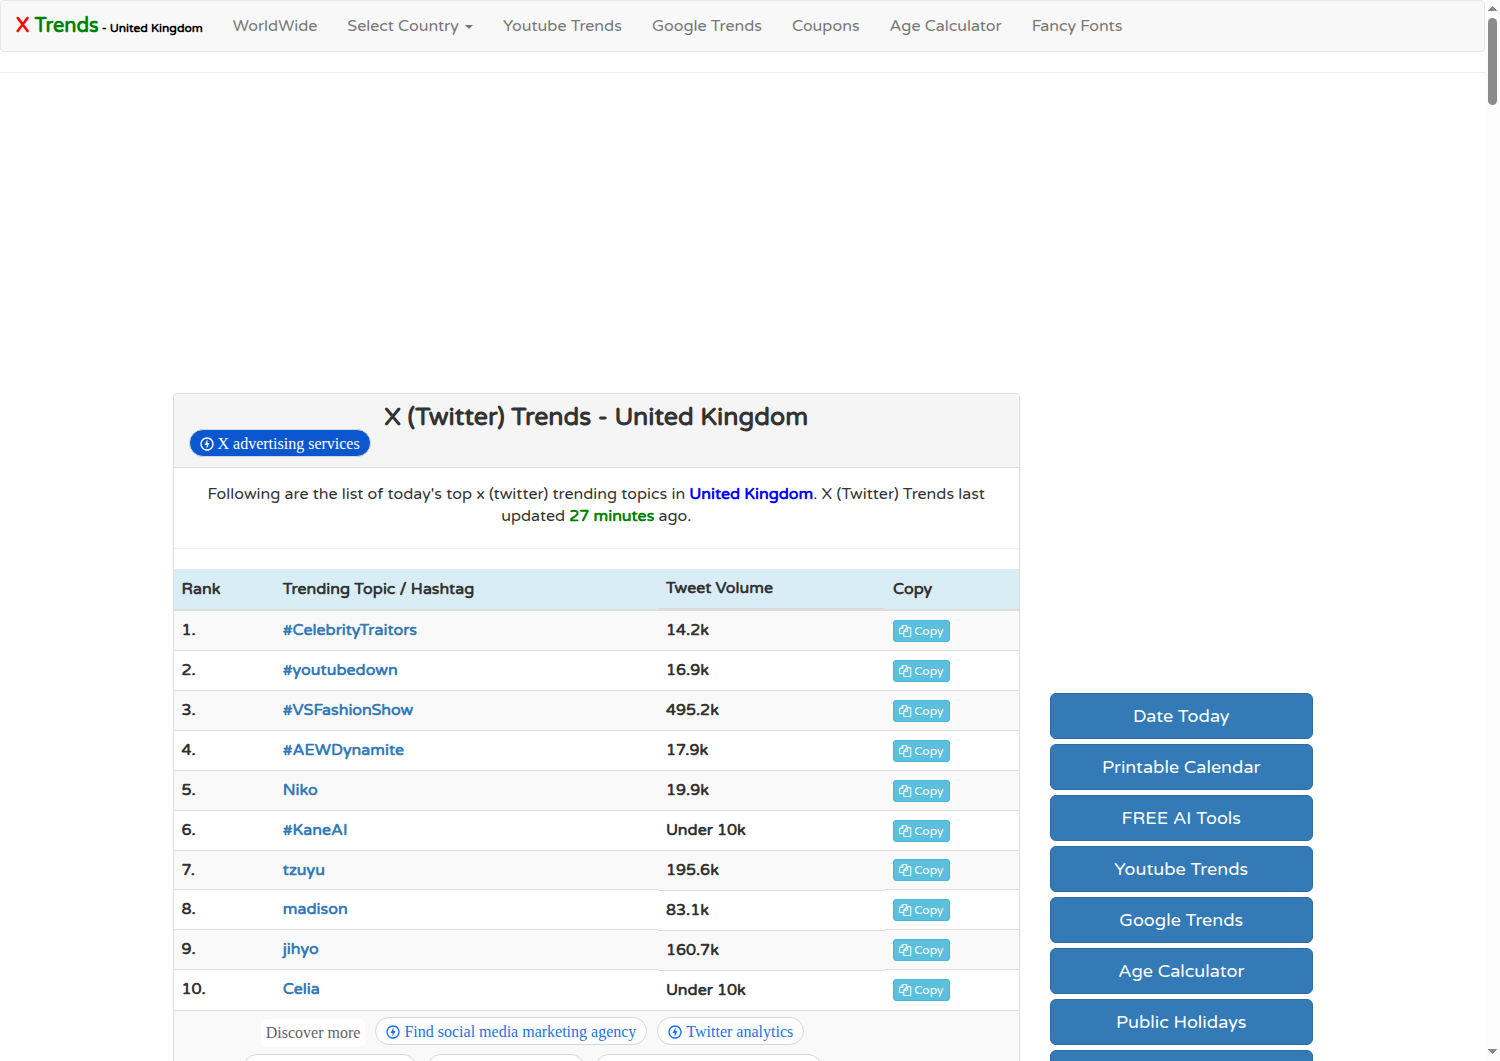 X Trends - United Kingdom WorldWide Select Country Youtube Trends Google Trends Coupons Age Calculator Fancy Fonts
X (Twitter) Trends - United Kingdom
X advertising services
Following are the list of today's top x (twitter) trending topics in United Kingdom. X (Twitter) Trends last
updated 27 minutes ago.
Rank Trending Topic / Hashtag Tweet Volume Copy
1. #CelebrityTraitors 14.2k Copy
2. #youtubedown 16.9k Copy
3. #VSFashionShow 495.2k Copy
4. #AEWDynamite 17.9k Copy
5. Niko 19.9k Copy
6. #KaneAI Under 10k Copy
7. tzuyu 195.6k Copy
8. madison 83.1k Copy
9. jihyo 160.7k Copy
10. Celia Under 10k Copy
Discover more Find social media marketing agency Twitter analytics
Date Today
Printable Calendar
FREE AI Tools
Youtube Trends
Google Trends
Age Calculator
Public Holidays